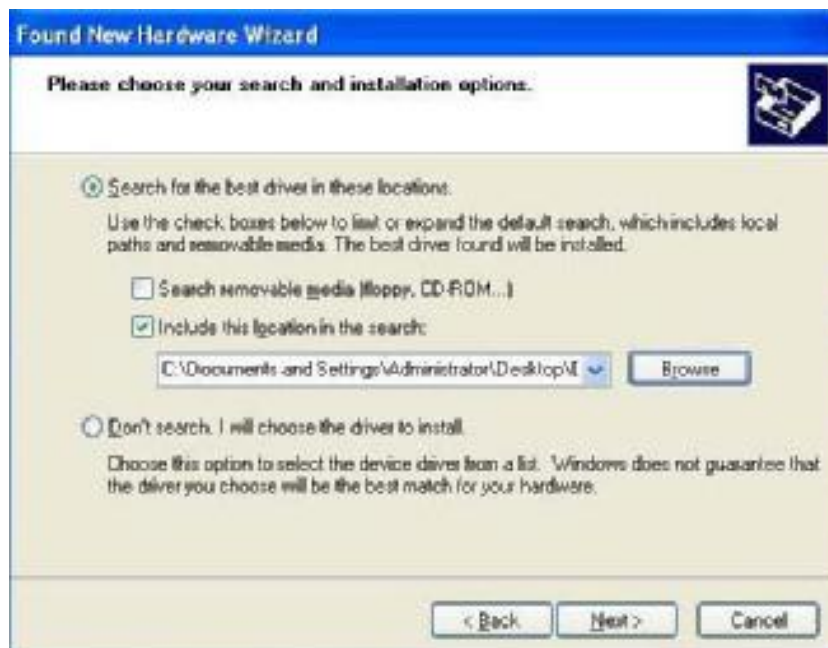 Found New Hardware Wizard
Please choose your search and installation options.
Search for the best driver in these locations.
Use the check boxes below to limit or expand the default search, which includes local
paths and removable media. The best driver found will be installed.
Search removable media (floppy, CD-ROM...)
Include this location in the search:
C:\Documents and Settings\Administrator\Desktop\
Browse
Don't search. I will choose the driver to install.
Choose this option to select the device driver from a list. Windows does not guarantee that
the driver you choose will be the best match for your hardware.
< Back
Next >
Cancel